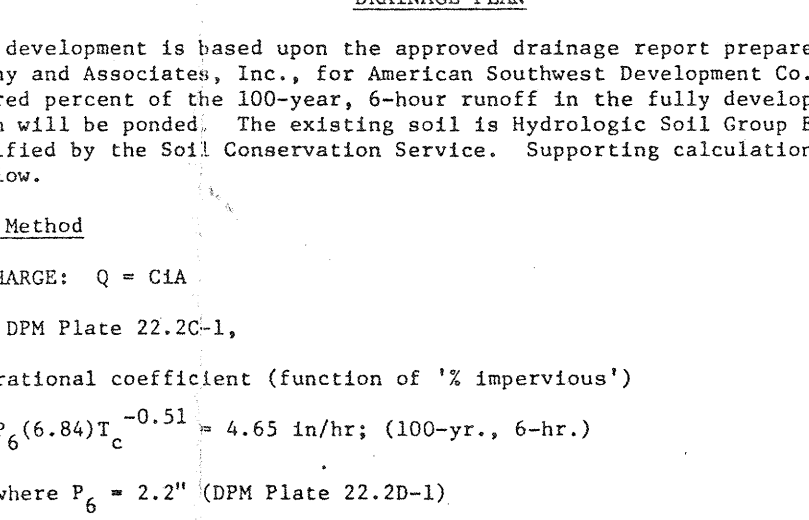 DRAINAGE PLAN
development is based upon the approved drainage report prepare
ny and Associates, Inc., for American Southwest Development Co.
red percent of the 100-year, 6-hour runoff in the fully develop
n will be ponded. The existing soil is Hydrologic Soil Group B
ified by the Soil Conservation Service. Supporting calculation
low.
Method
HARGE: Q = CiA
DPM Plate 22.2C-1,
rational coefficient (function of '% impervious')
P6(6.84)Tc-0.51 = 4.65 in/hr; (100-yr., 6-hr.)
where P6 = 2.2" (DPM Plate 22.2D-1)